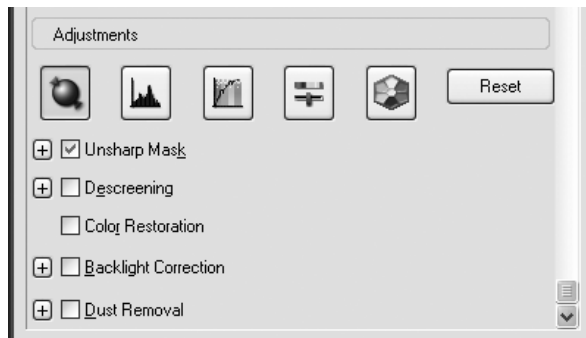 Adjustments
Reset
Unsharp Mask
Descreening
Color Restoration
Backlight Correction
Dust Removal